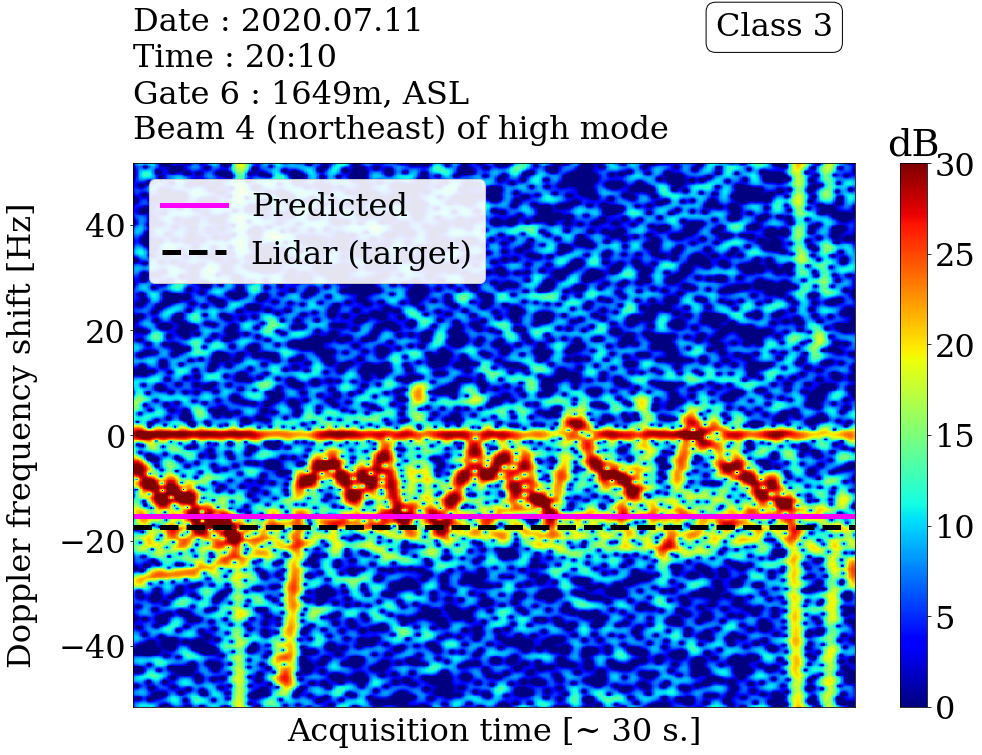 Date : 2020.07.11
Time : 20:10
Gate 6 : 1649m, ASL
Beam 4 (northeast) of high mode
Class 3
dB
Predicted
Lidar (target)
Doppler frequency shift [Hz]
40
20
0
−20
−40
30
25
20
15
10
5
0
Acquisition time [~ 30 s.]